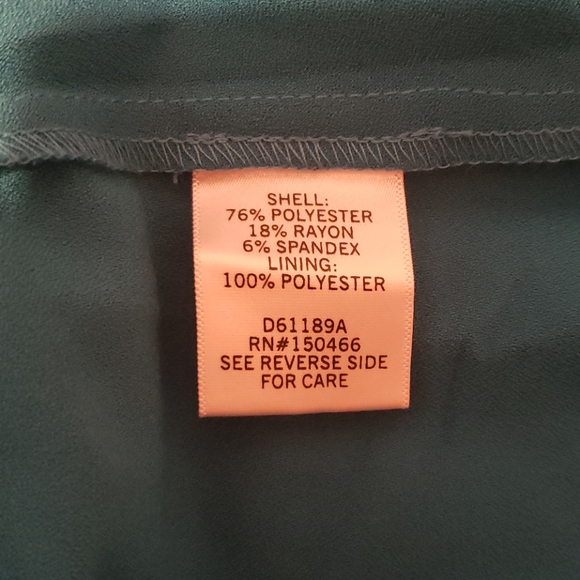 SHELL:
76% POLYESTER
18% RAYON
6% SPANDEX
LINING:
100% POLYESTER
D61189A
RN#150466
SEE REVERSE SIDE
FOR CARE